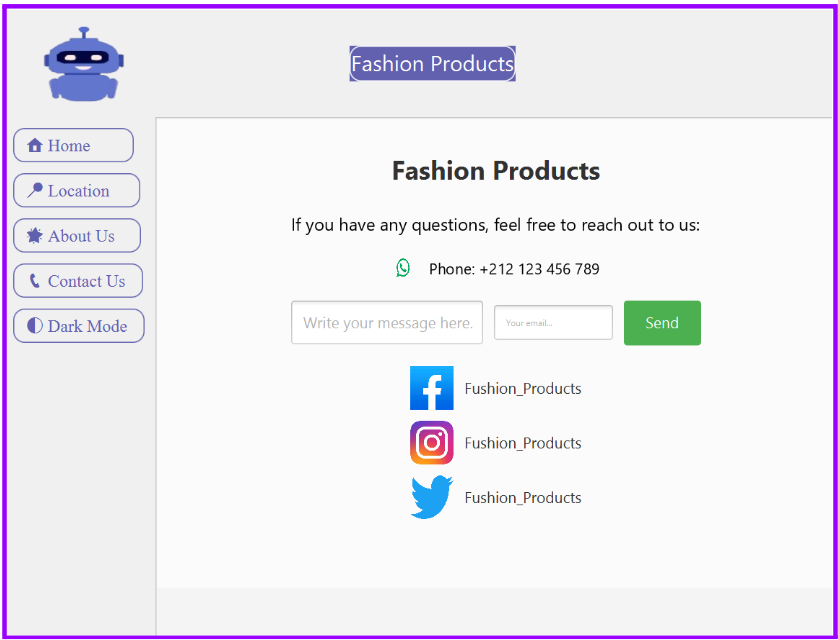 Fashion Products
Home
Location
About Us
Contact Us
Dark Mode
Fashion Products
If you have any questions, feel free to reach out to us:
Phone: +212 123 456 789
Write your message here. Your email... Send
Fushion_Products
Fushion_Products
Fushion_Products